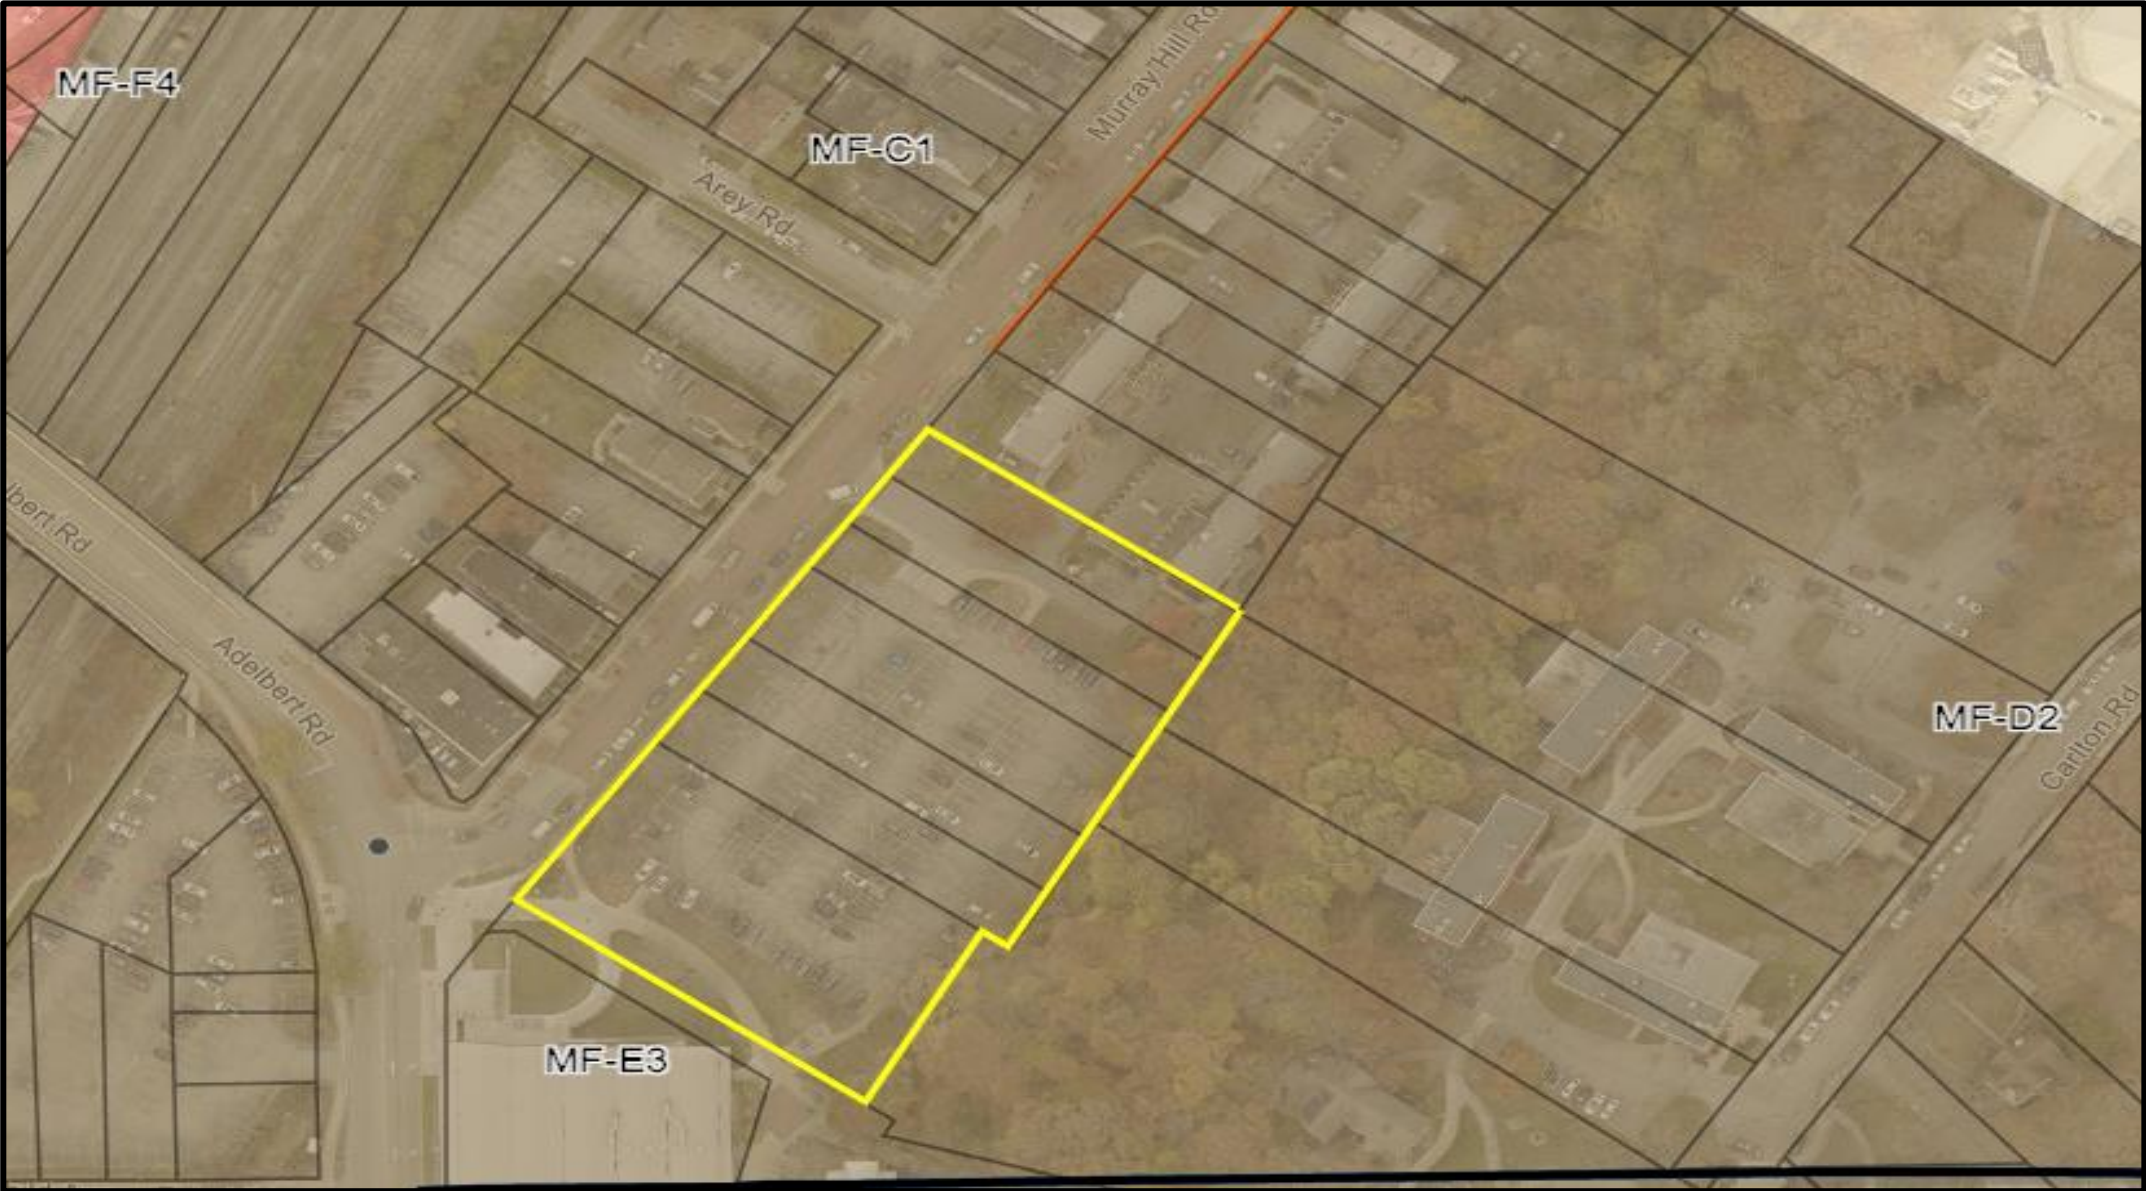 MF-F4
Murray Hill Rd
MF-C1
Arey Rd
lbert Rd
Adelbert Rd
MF-D2
Carlton Rd
MF-E3